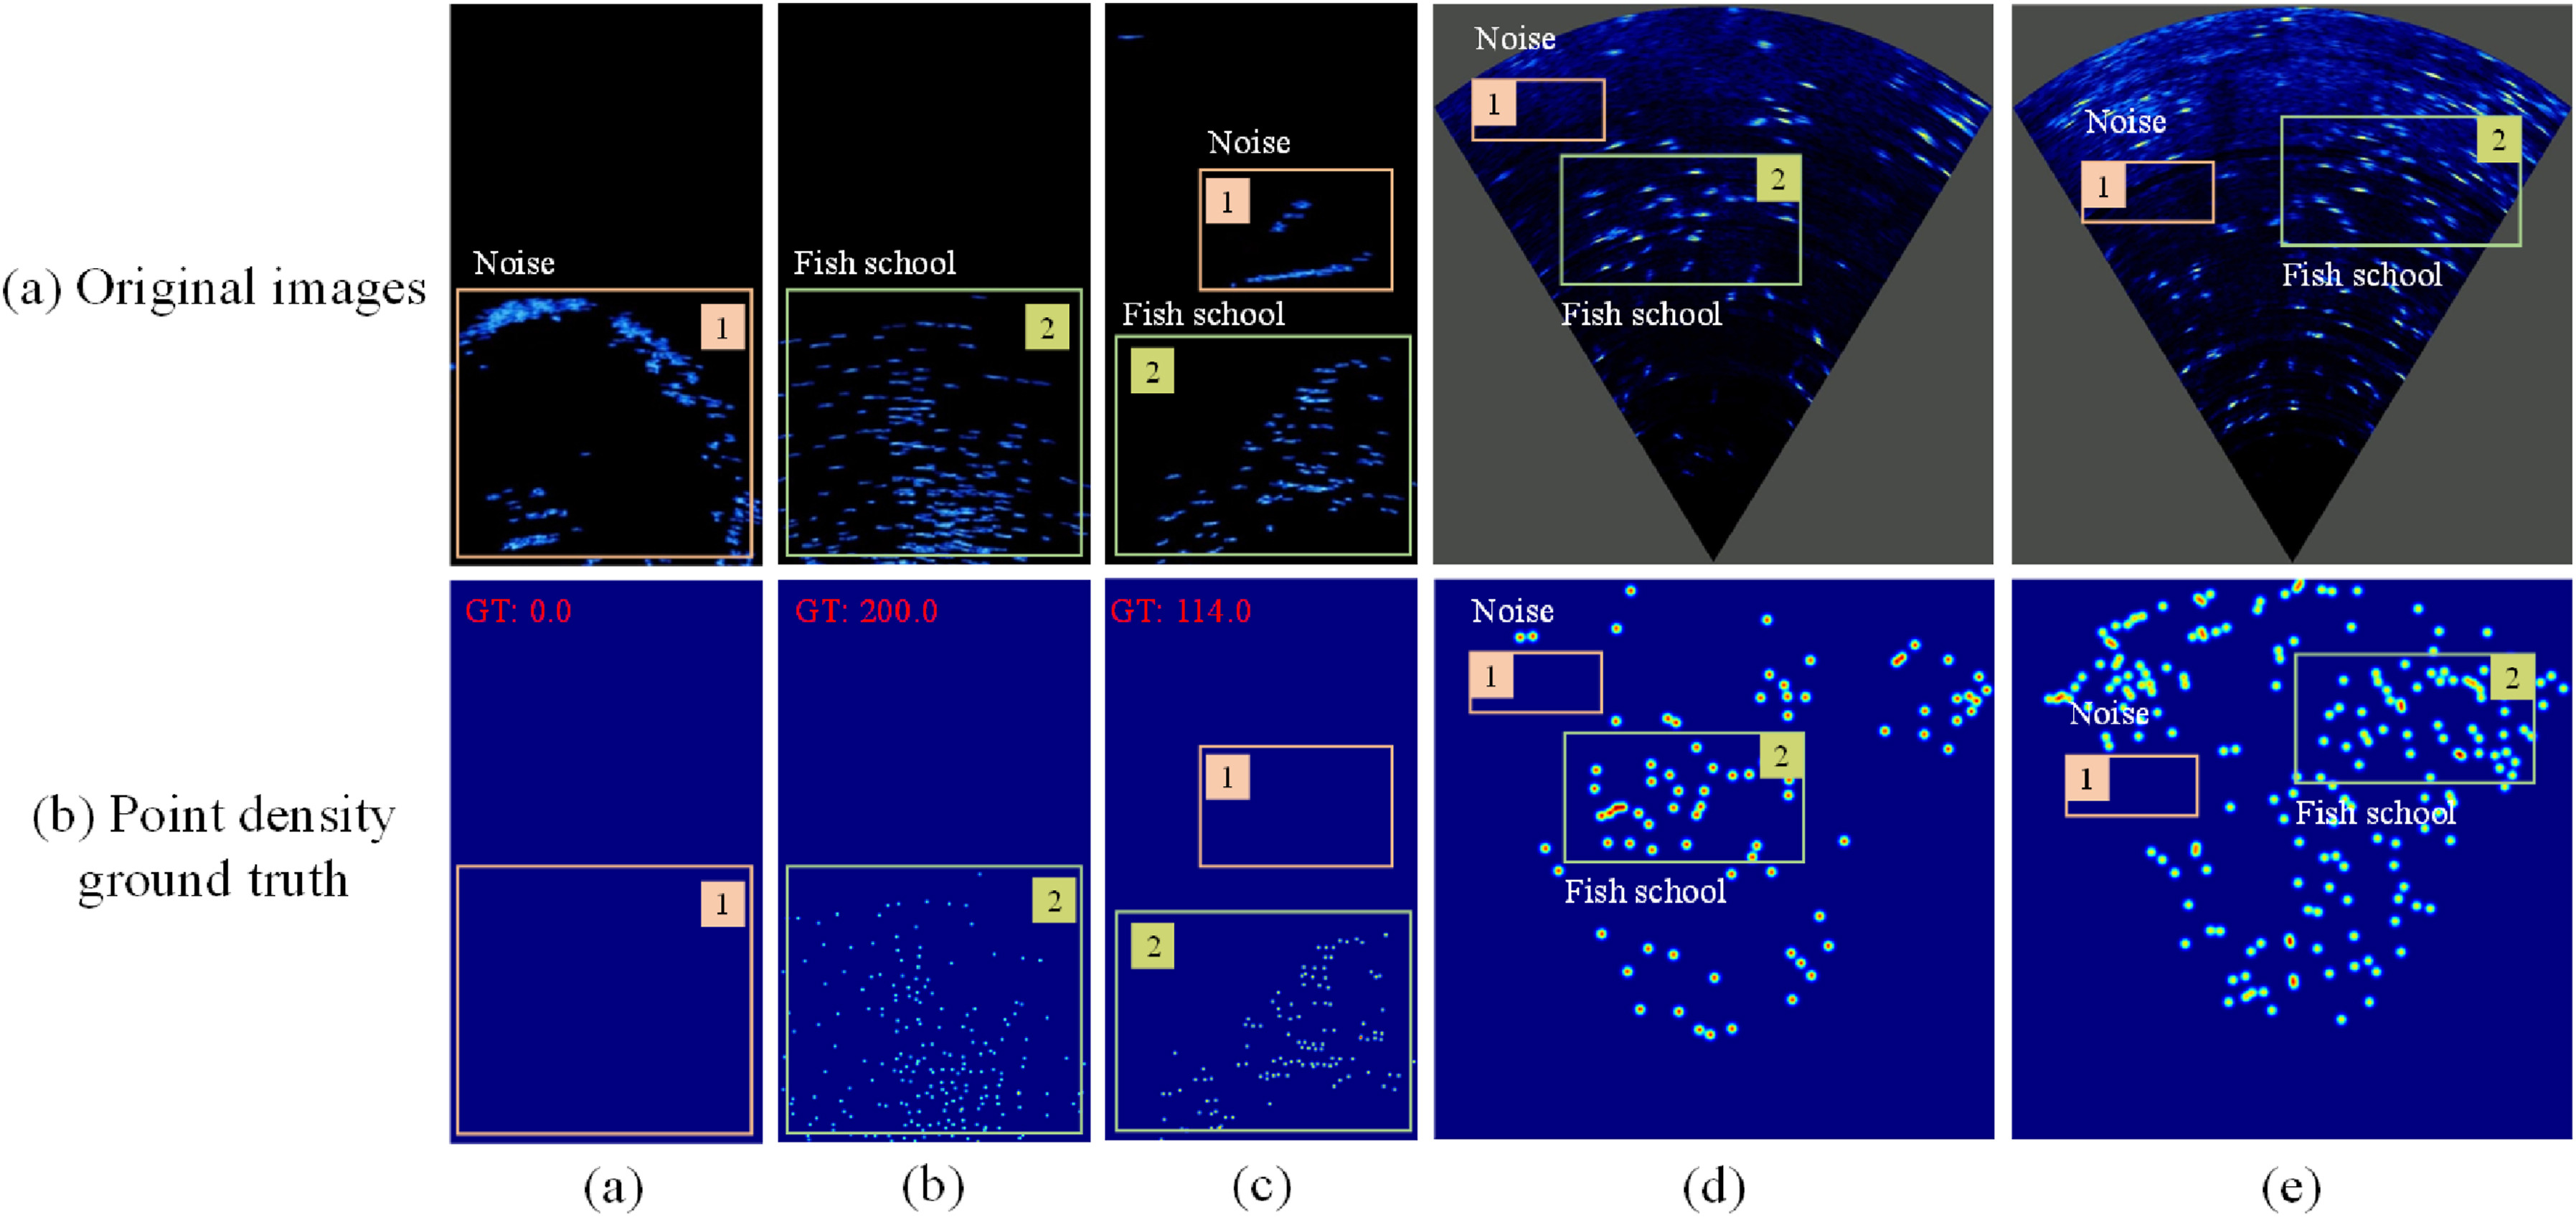 (a) Original images
Noise
1
Fish school
2
Noise
1
Fish school
2
Noise
1
2
Fish school
Noise
1
2
Fish school
(b) Point density
ground truth
GT: 0.0
1
GT: 200.0
2
GT: 114.0
1
2
Noise
1
2
Fish school
2
Noise
1
Fish school
(a)
(b)
(c)
(d)
(e)